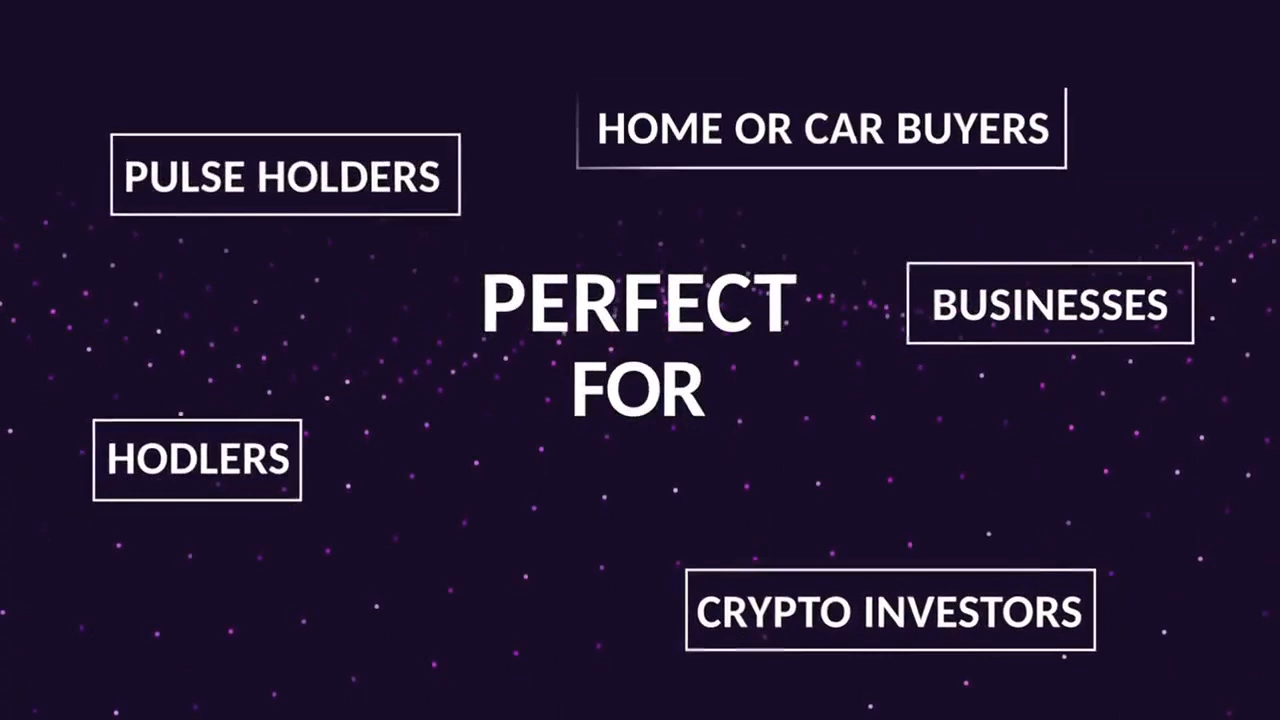 HOME OR CAR BUYERS
PULSE HOLDERS
PERFECT
FOR
BUSINESSES
HODLERS
CRYPTO INVESTORS